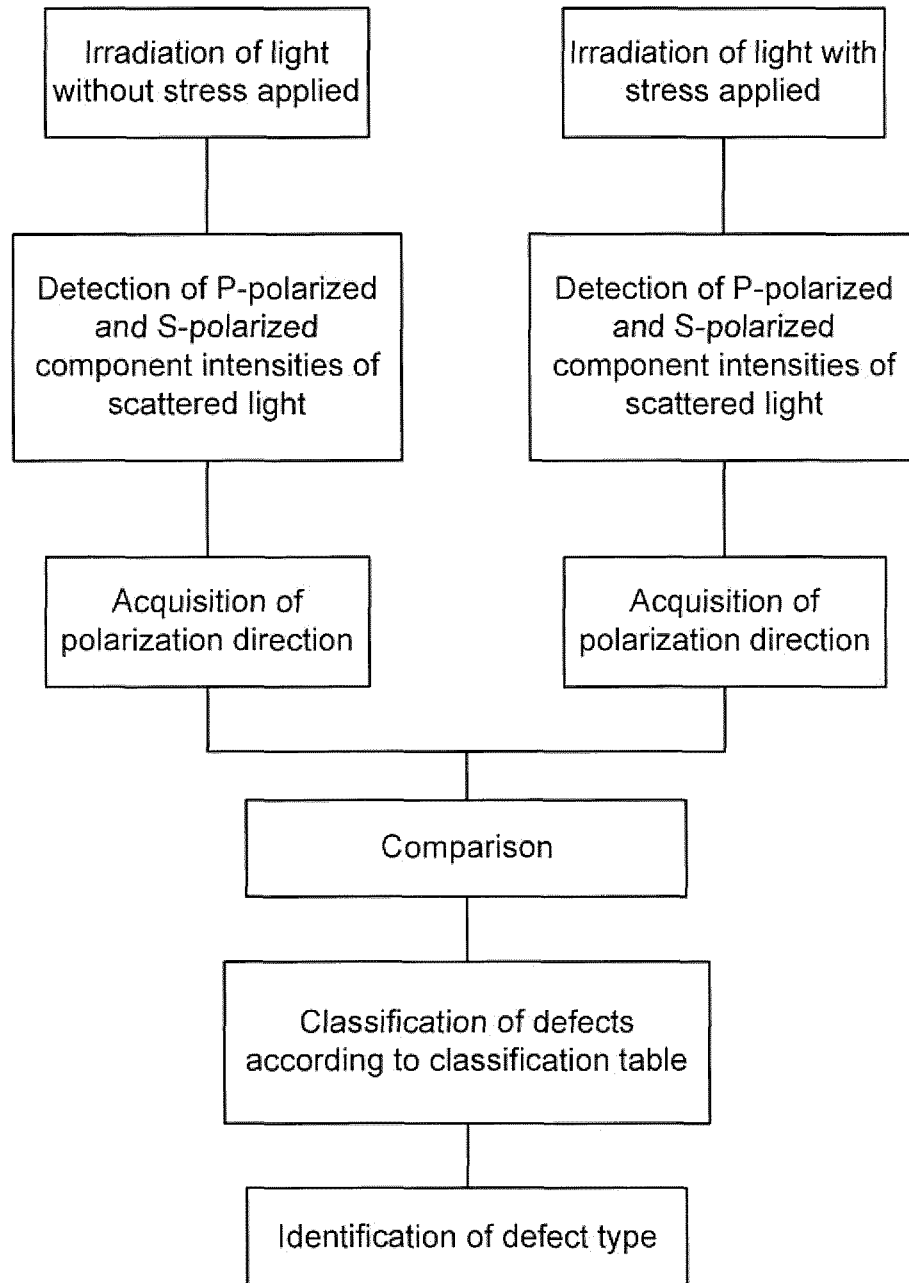 Irradiation of light
without stress applied
Irradiation of light with
stress applied
Detection of P-polarized
and S-polarized
component intensities of
scattered light
Detection of P-polarized
and S-polarized
component intensities of
scattered light
Acquisition of
polarization direction
Acquisition of
polarization direction
Comparison
Classification of defects
according to classification table
Identification of defect type